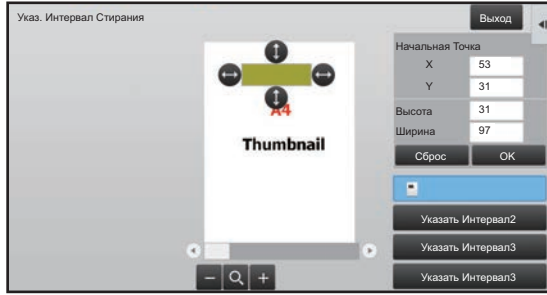 Указ. Интервал Стирания
Выход
A4
Thumbnail
Начальная Точка
X 53
Y 31
Высота 31
Ширина 97
Сброс OK
Указать Интервал2
Указать Интервал3
Указать Интервал3